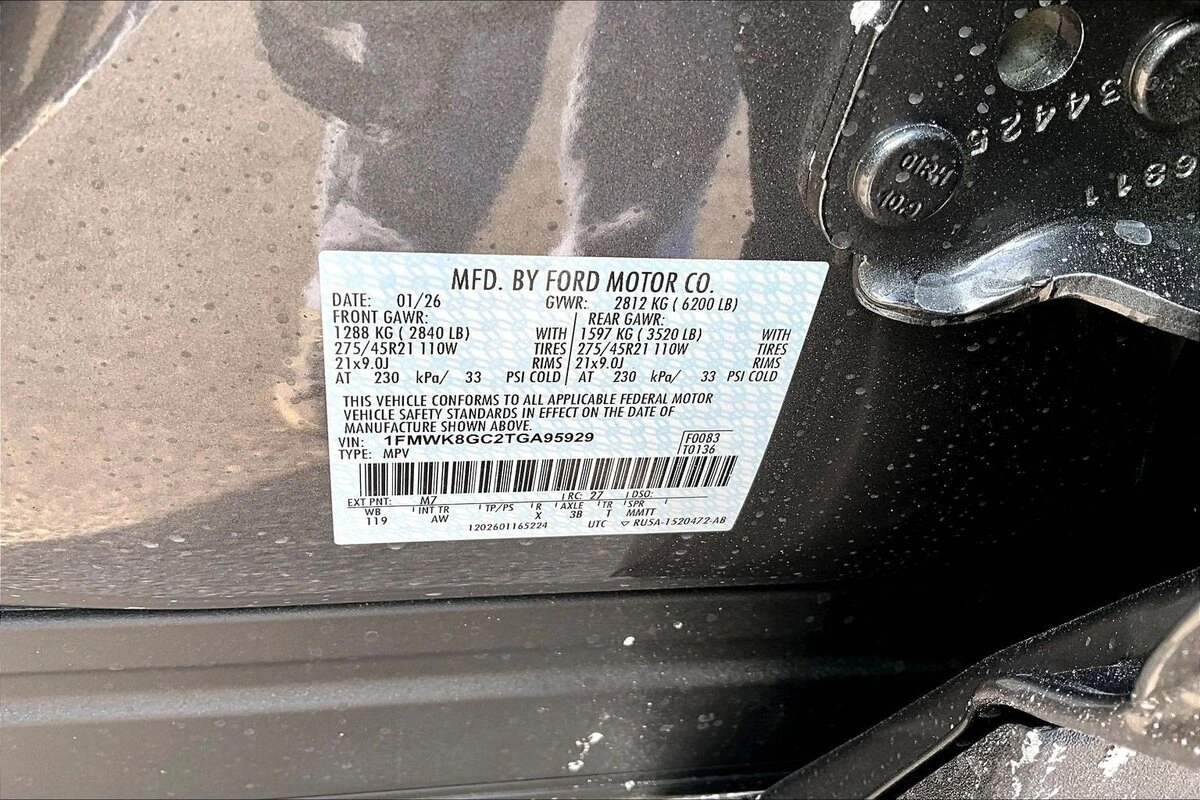 MFD. BY FORD MOTOR CO.
DATE: 01/26 GVWR: 2812 KG ( 6200 LB)
FRONT GAWR: REAR GAWR:
1288 KG ( 2840 LB) WITH 1597 KG ( 3520 LB) WITH
275/45R21 110W TIRES 275/45R21 110W TIRES
21x9.0J RIMS 21x9.0J RIMS
AT 230 kPa/ 33 PSI COLD AT 230 kPa/ 33 PSI COLD
THIS VEHICLE CONFORMS TO ALL APPLICABLE FEDERAL MOTOR
VEHICLE SAFETY STANDARDS IN EFFECT ON THE DATE OF
MANUFACTURE SHOWN ABOVE.
VIN: 1FMWK8GC2TGA95929 F0083
TYPE: MPV T0136
EXT PNT: M7 RC: 27 DSO:
WB INT TR TP/PS R AXLE TR SPR
119 AW X 3B T MMTT
1202601165224 UTC ▽ RU5A-1520472-AB
34425
6811